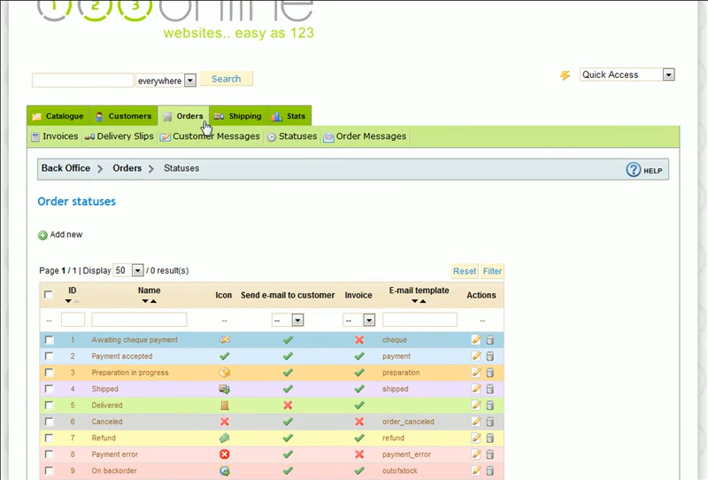 123online
websites.. easy as 123
everywhere Search Quick Access
Catalogue Customers Orders Shipping Stats
Invoices Delivery Slips Customer Messages Statuses Order Messages
Back Office > Orders > Statuses HELP
Order statuses
Add new
Page 1 / 1 | Display 50 / 0 result(s) Reset Filter
ID Name Icon Send e-mail to customer Invoice E-mail template Actions
-- -- -- -- --
1 Awaiting cheque payment cheque
2 Payment accepted payment
3 Preparation in progress preparation
4 Shipped shipped
5 Delivered
6 Canceled order_canceled
7 Refund refund
8 Payment error payment_error
9 On backorder outofstock